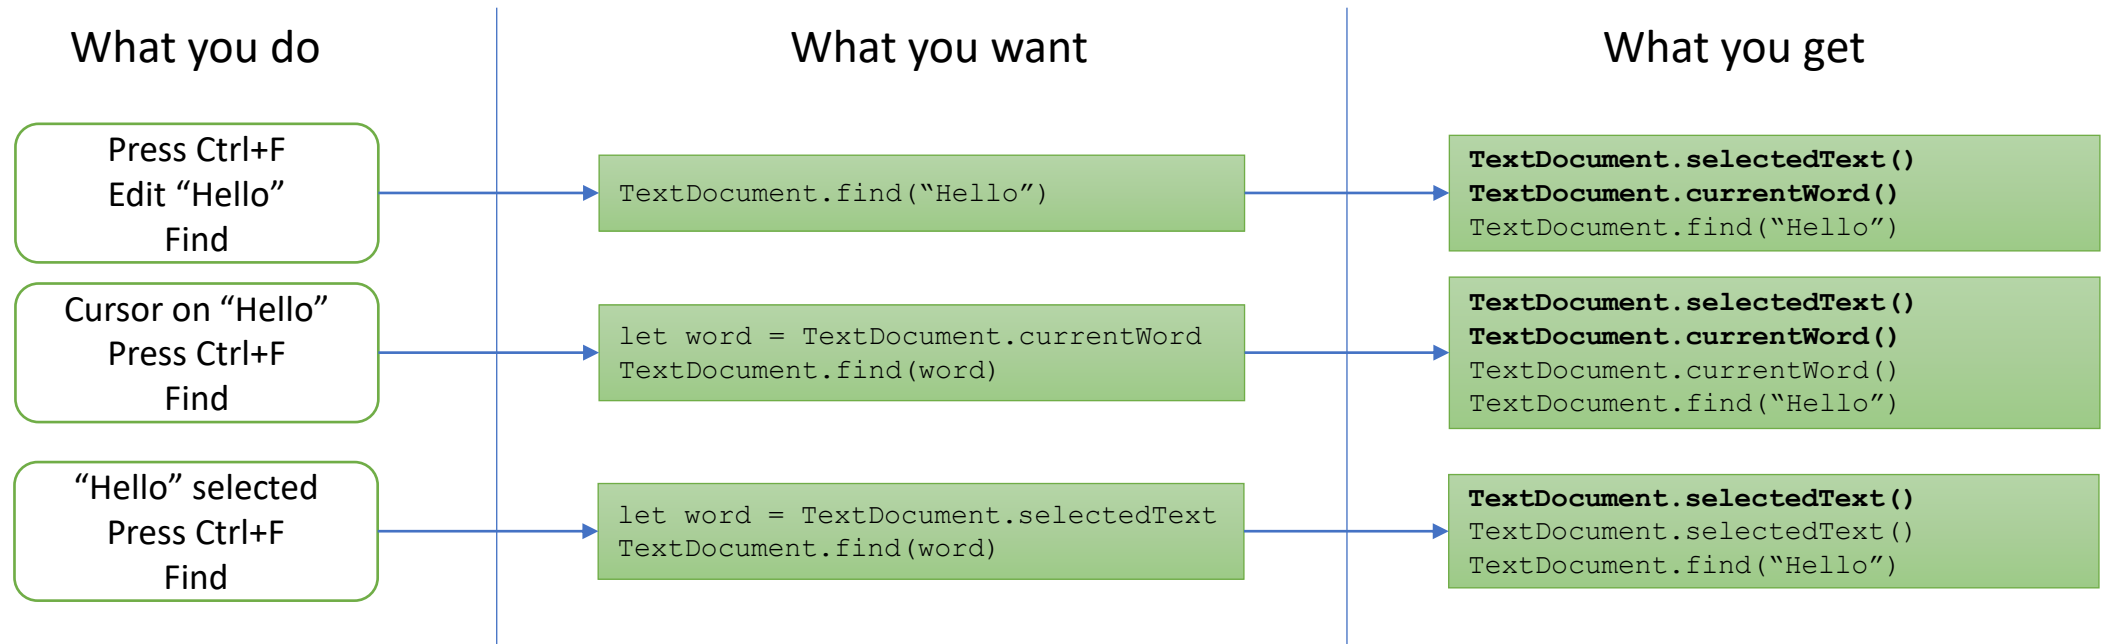 What you do
What you want
What you get
Press Ctrl+F
Edit “Hello”
Find
TextDocument.find(“Hello”)
TextDocument.selectedText()
TextDocument.currentWord()
TextDocument.find(“Hello”)
Cursor on “Hello”
Press Ctrl+F
Find
let word = TextDocument.currentWord
TextDocument.find(word)
TextDocument.selectedText()
TextDocument.currentWord()
TextDocument.currentWord()
TextDocument.find(“Hello”)
“Hello” selected
Press Ctrl+F
Find
let word = TextDocument.selectedText
TextDocument.find(word)
TextDocument.selectedText()
TextDocument.selectedText()
TextDocument.find(“Hello”)